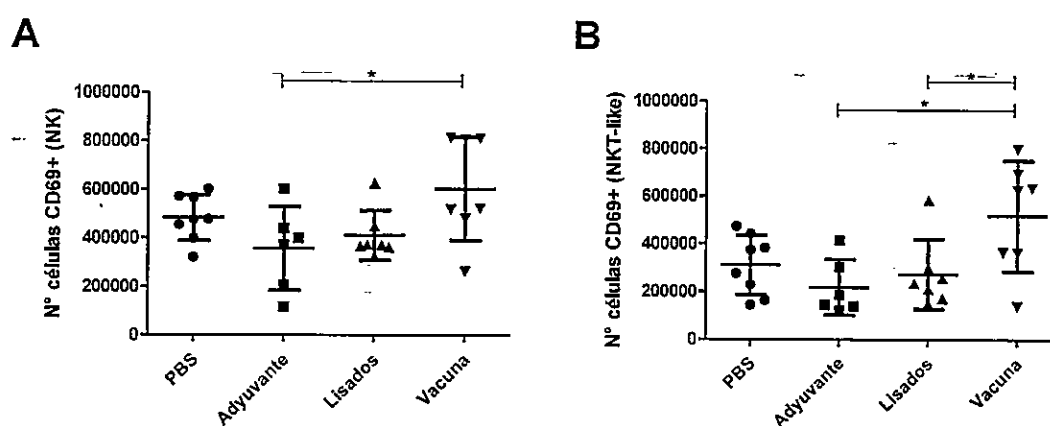 A
*
N° células CD69+ (NK)
1000000
800000
600000
400000
200000
0
PBS
Adyuvante
Lisados
Vacuna
B
*
*
N° células CD69+ (NKT-like)
1000000
800000
600000
400000
200000
0
PBS
Adyuvante
Lisados
Vacuna